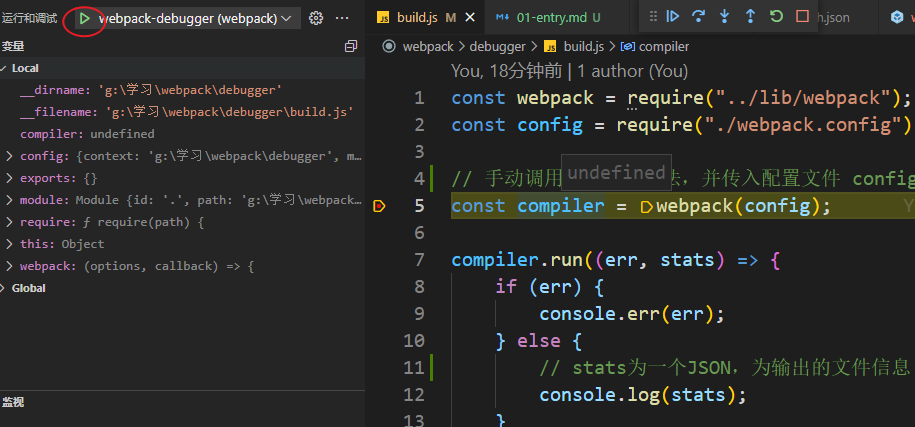 运行和调试 webpack-debugger (webpack)
变量
Local
__dirname: 'g:\学习\webpack\debugger'
__filename: 'g:\学习\webpack\debugger\build.js'
compiler: undefined
config: {context: 'g:\学习\webpack\debugger', m…
exports: {}
module: Module {id: '.', path: 'g:\学习\webpack…
require: ƒ require(path) {
this: Object
webpack: (options, callback) => {
Global
监视
JS build.js M 01-entry.md U .json
webpack > debugger > JS build.js > compiler
You, 18分钟前 | 1 author (You)
1 const webpack = require("../lib/webpack");
2 const config = require("./webpack.config")
3
undefined
4 // 手动调用 ，并传入配置文件 config
5 const compiler = webpack(config);
6
7 compiler.run((err, stats) => {
8 if (err) {
9 console.err(err);
10 } else {
11 // stats为一个JSON，为输出的文件信息
12 console.log(stats);
13 }